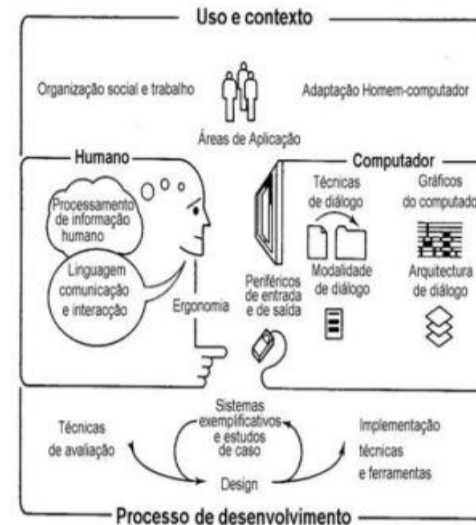 Uso e contexto
Organização social e trabalho
Adaptação Homem-computador
Áreas de Aplicação
Humano
Computador
Processamento
de informação
humano
Linguagem
comunicação
e interacção
Ergonomia
Técnicas
de diálogo
Gráficos
do computado
Periféricos
de entrada
e de saída
Modalidade
de diálogo
Arquitectura
de diálogo
Técnicas
de avaliação
Sistemas
exemplificativos
e estudos
de caso
Design
Implementação
técnicas
e ferramentas
Processo de desenvolvimento